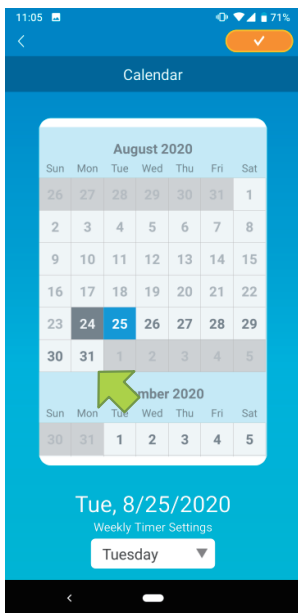 11:05 71%
Calendar
August 2020
Sun Mon Tue Wed Thu Fri Sat
26 27 28 29 30 31 1
2 3 4 5 6 7 8
9 10 11 12 13 14 15
16 17 18 19 20 21 22
23 24 25 26 27 28 29
30 31 1 2 3 4 5
mber 2020
Sun Mon Tue Wed Thu Fri Sat
30 31 1 2 3 4 5
Tue, 8/25/2020
Weekly Timer Settings
Tuesday